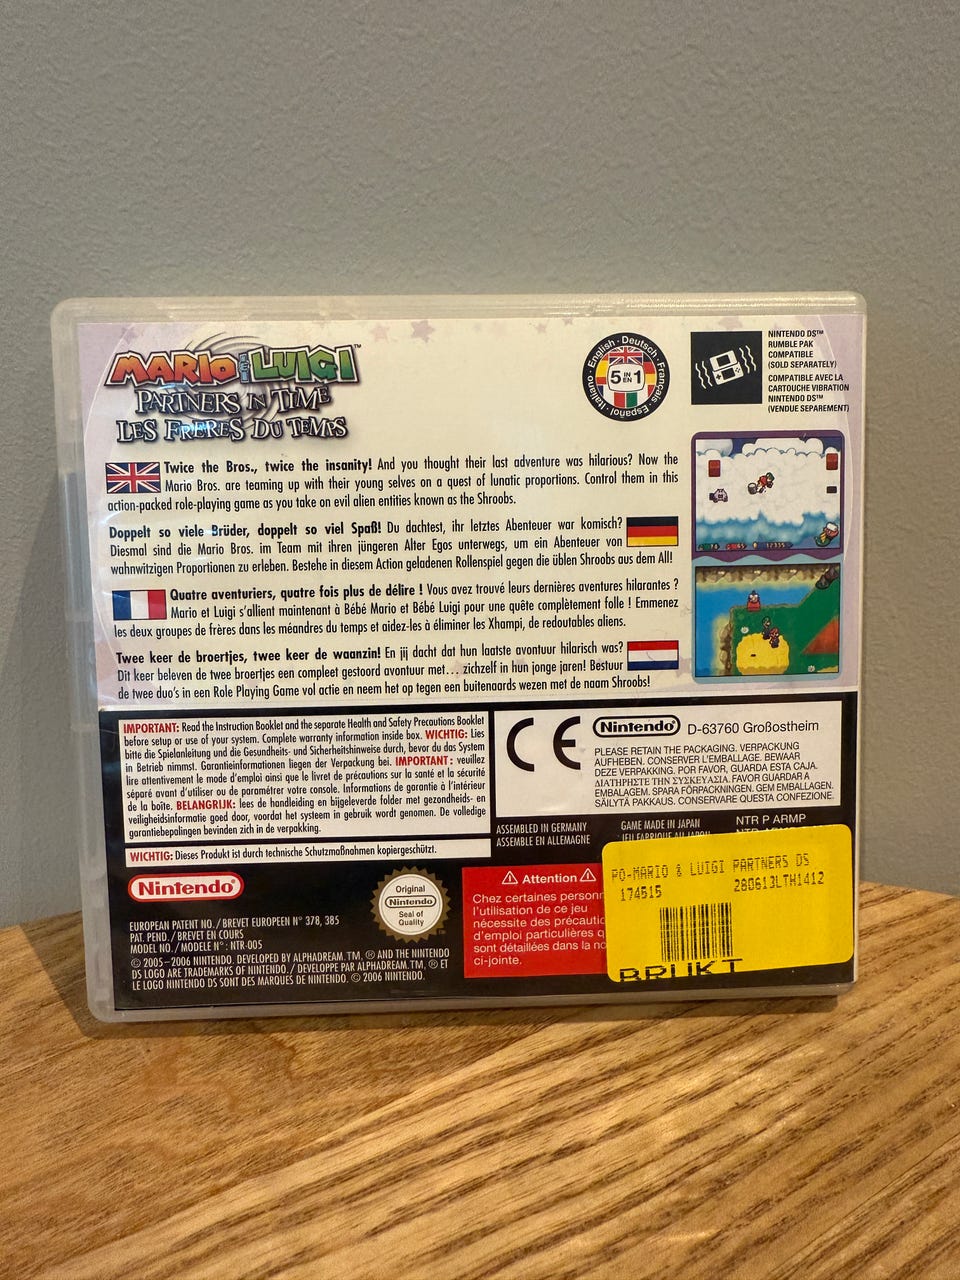 MARIO & LUIGI™
PARTNERS IN TIME
LES FRÈRES DU TEMPS
English · Deutsch · Français · Español · Italiano ·
5 IN 1
EN
NINTENDO DS™
RUMBLE PAK
COMPATIBLE
(SOLD SEPARATELY)
COMPATIBLE AVEC LA
CARTOUCHE VIBRATION
NINTENDO DS™
(VENDUE SEPAREMENT)
Twice the Bros., twice the insanity! And you thought their last adventure was hilarious? Now the
Mario Bros. are teaming up with their young selves on a quest of lunatic proportions. Control them in this
action-packed role-playing game as you take on evil alien entities known as the Shroobs.
Doppelt so viele Brüder, doppelt so viel Spaß! Du dachtest, ihr letztes Abenteuer war komisch?
Diesmal sind die Mario Bros. im Team mit ihren jüngeren Alter Egos unterwegs, um ein Abenteuer von
wahnwitzigen Proportionen zu erleben. Bestehe in diesem Action geladenen Rollenspiel gegen die üblen Shroobs aus dem All!
Quatre aventuriers, quatre fois plus de délire ! Vous avez trouvé leurs dernières aventures hilarantes ?
Mario et Luigi s'allient maintenant à Bébé Mario et Bébé Luigi pour une quête complètement folle ! Emmenez
les deux groupes de frères dans les méandres du temps et aidez-les à éliminer les Xhampi, de redoutables aliens.
Twee keer de broertjes, twee keer de waanzin! En jij dacht dat hun laatste avontuur hilarisch was?
Dit keer beleven de twee broertjes een compleet gestoord avontuur met... zichzelf in hun jonge jaren! Bestuur
de twee duo's in een Role Playing Game vol actie en neem het op tegen een buitenaards wezen met de naam Shroobs!
IMPORTANT: Read the Instruction Booklet and the separate Health and Safety Precautions Booklet
before setup or use of your system. Complete warranty information inside box. WICHTIG: Lies
bitte die Spielanleitung und die Gesundheits- und Sicherheitshinweise durch, bevor du das System
in Betrieb nimmst. Garantieinformationen liegen der Verpackung bei. IMPORTANT : veuillez
lire attentivement le mode d'emploi ainsi que le livret de précautions sur la santé et la sécurité
séparé avant d'utiliser ou de paramétrer votre console. Informations de garantie à l'intérieur
de la boîte. BELANGRIJK: lees de handleiding en bijgeleverde folder met gezondheids- en
veiligheidsinformatie goed door, voordat het systeem in gebruik wordt genomen. De volledige
garantiebepalingen bevinden zich in de verpakking.
WICHTIG: Dieses Produkt ist durch technische Schutzmaßnahmen kopiergeschützt.
CE
Nintendo® D-63760 Großostheim
PLEASE RETAIN THE PACKAGING. VERPACKUNG
AUFHEBEN. CONSERVER L'EMBALLAGE. BEWAAR
DEZE VERPAKKING. POR FAVOR, GUARDA ESTA CAJA.
ΔΙΑΤΗΡΗΣΤΕ ΤΗΝ ΣΥΣΚΕΥΑΣΙΑ. FAVOR GUARDAR A
EMBALAGEM. SPARA FÖRPACKNINGEN. GEM EMBALLAGEN.
SÄILYTÄ PAKKAUS. CONSERVARE QUESTA CONFEZIONE.
ASSEMBLED IN GERMANY
ASSEMBLE EN ALLEMAGNE
GAME MADE IN JAPAN
JEU FABRIQUE AU JAPON
NTR P ARMP
Nintendo®
Original
Nintendo®
Seal of
Quality
EUROPEAN PATENT NO. / BREVET EUROPEEN N° 378, 385
PAT. PEND. / BREVET EN COURS
MODEL NO. / MODELE N° : NTR-005
© 2005–2006 NINTENDO. DEVELOPED BY ALPHADREAM. TM, ® AND THE NINTENDO
DS LOGO ARE TRADEMARKS OF NINTENDO. / DEVELOPPE PAR ALPHADREAM. TM, ® ET
LE LOGO NINTENDO DS SONT DES MARQUES DE NINTENDO. © 2006 NINTENDO.
Attention
Chez certaines personn
l'utilisation de ce jeu
nécessite des précautio
d'emploi particulières q
sont détaillées dans la no
ci-jointe.
PO-MARIO & LUIGI PARTNERS DS
174515 280613LTH1412
BRUKT